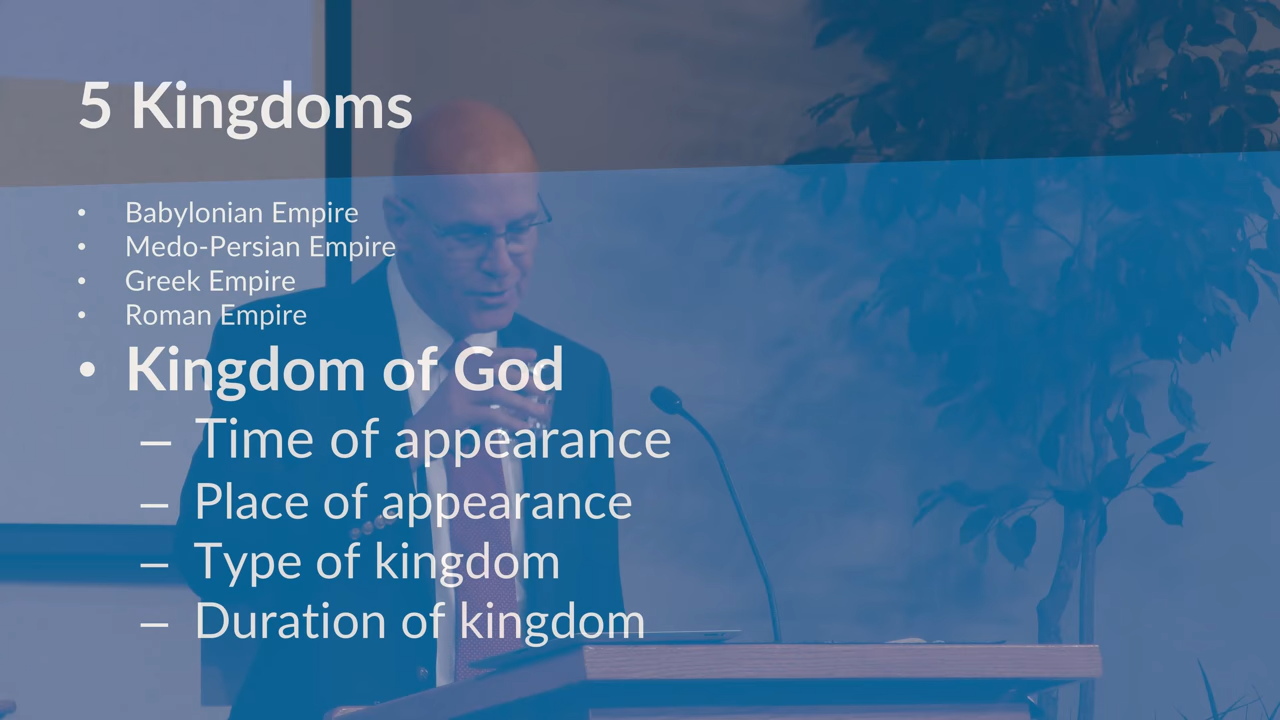 5 Kingdoms
• Babylonian Empire
• Medo-Persian Empire
• Greek Empire
• Roman Empire
• Kingdom of God
– Time of appearance
– Place of appearance
– Type of kingdom
– Duration of kingdom